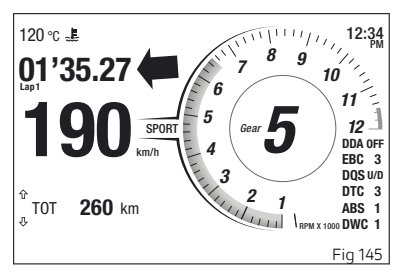 120 °C
12:34
PM
01'35.27
Lap1
190
km/h
SPORT
Gear 5
1
2
3
4
5
6
7
8
9
10
11
12
RPM X 1000
DDA OFF
EBC 3
DQS U/D
DTC 3
ABS 1
DWC 1
TOT 260 km
Fig 145